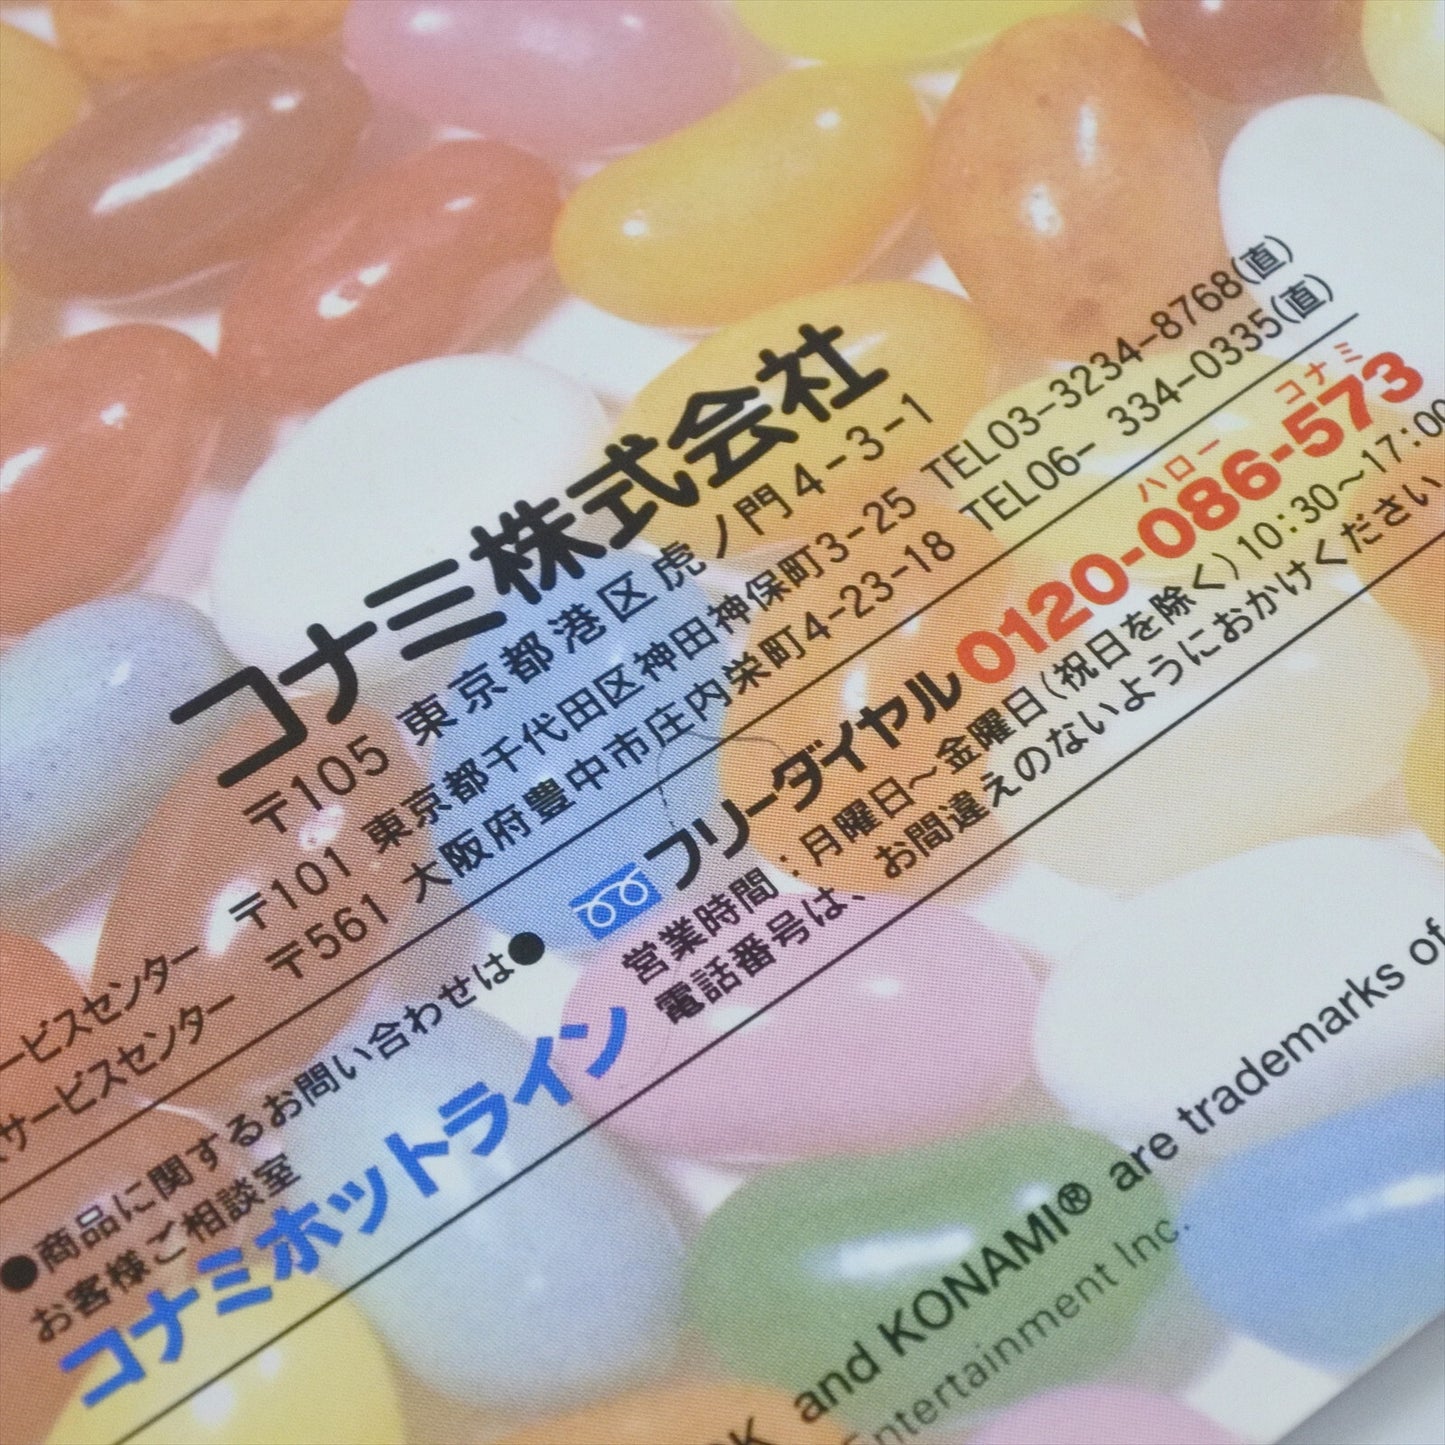 コナミ株式会社
〒105 東京都港区虎ノ門4-3-1
ービスセンター 〒101 東京都千代田区神田神保町3-25 TEL03-3234-8768(直)
サービスセンター 〒561 大阪府豊中市庄内栄町4-23-18 TEL06- 334-0335(直)
●商品に関するお問い合わせは●
お客様ご相談室
コナミホットライン
ハロー コナミ
フリーダイヤル0120-086-573
営業時間：月曜日～金曜日(祝日を除く)10:30～17:00
電話番号は、お間違えのないようにおかけください
and KONAMI® are trademarks of
Entertainment Inc.